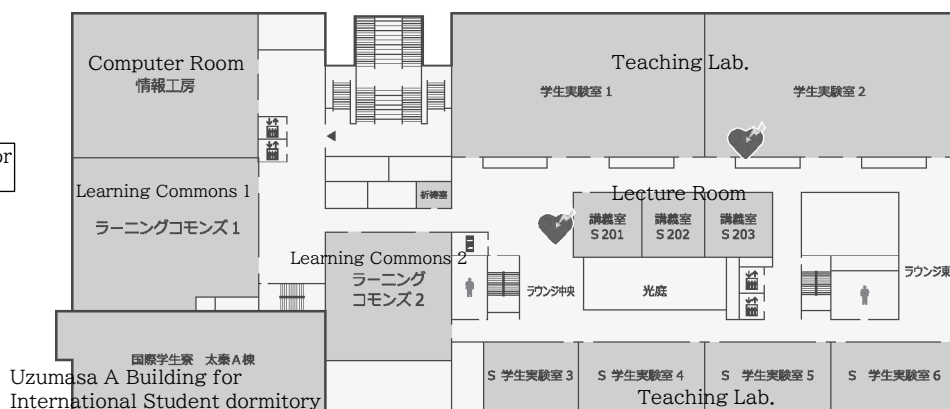 or
Computer Room
情報工房
Teaching Lab.
学生実験室 1
学生実験室 2
Learning Commons 1
ラーニングコモンズ 1
祈祷室
Lecture Room
講義室
S 201
講義室
S 202
講義室
S 203
Learning Commons 2
ラーニング
コモンズ 2
ラウンジ中央
光庭
ラウンジ東
国際学生寮 太秦A棟
Uzumasa A Building for
International Student dormitory
S 学生実験室 3
S 学生実験室 4
S 学生実験室 5
S 学生実験室 6
Teaching Lab.